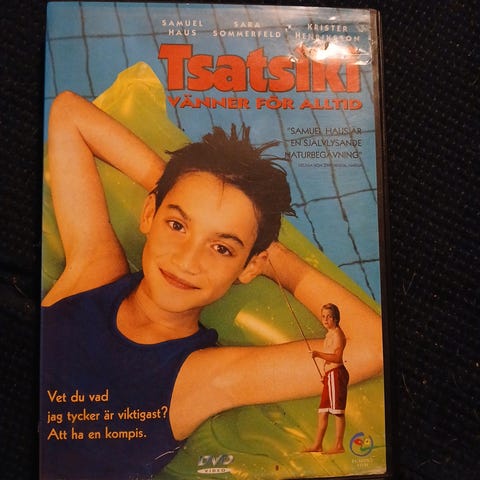 SAMUEL HAUS
SARA SOMMERFELD
KRISTER HENRIKSSON
Tsatsiki
VÄNNER FÖR ALLTID
"SAMUEL HAUS ÄR
EN SJÄLVLYSANDE
NATURBEGÅVNING"
Vet du vad
jag tycker är viktigast?
Att ha en kompis.
DVD
VIDEO